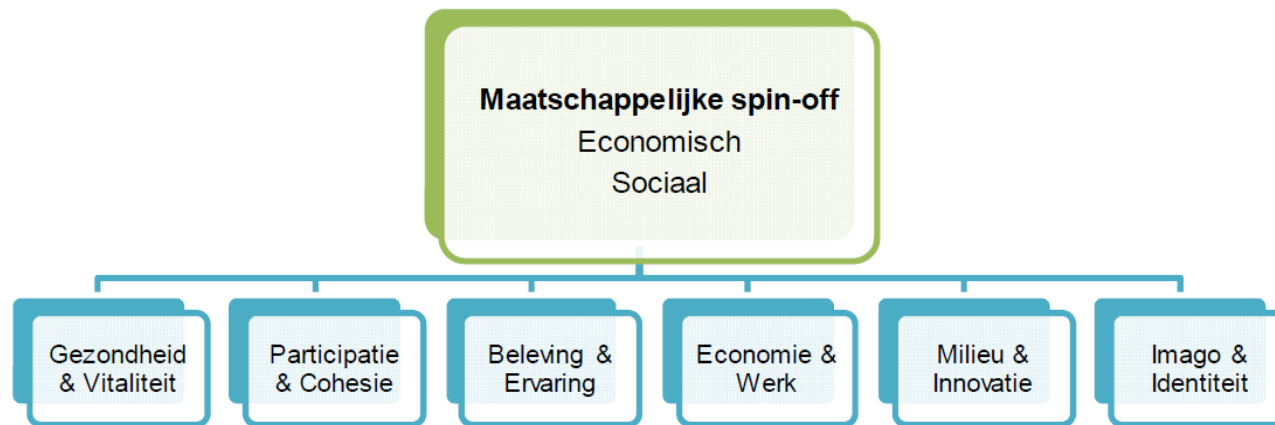 Maatschappelijke spin-off
Economisch
Sociaal
Gezondheid
& Vitaliteit
Participatie
& Cohesie
Beleving &
Ervaring
Economie &
Werk
Milieu &
Innovatie
Imago &
Identiteit